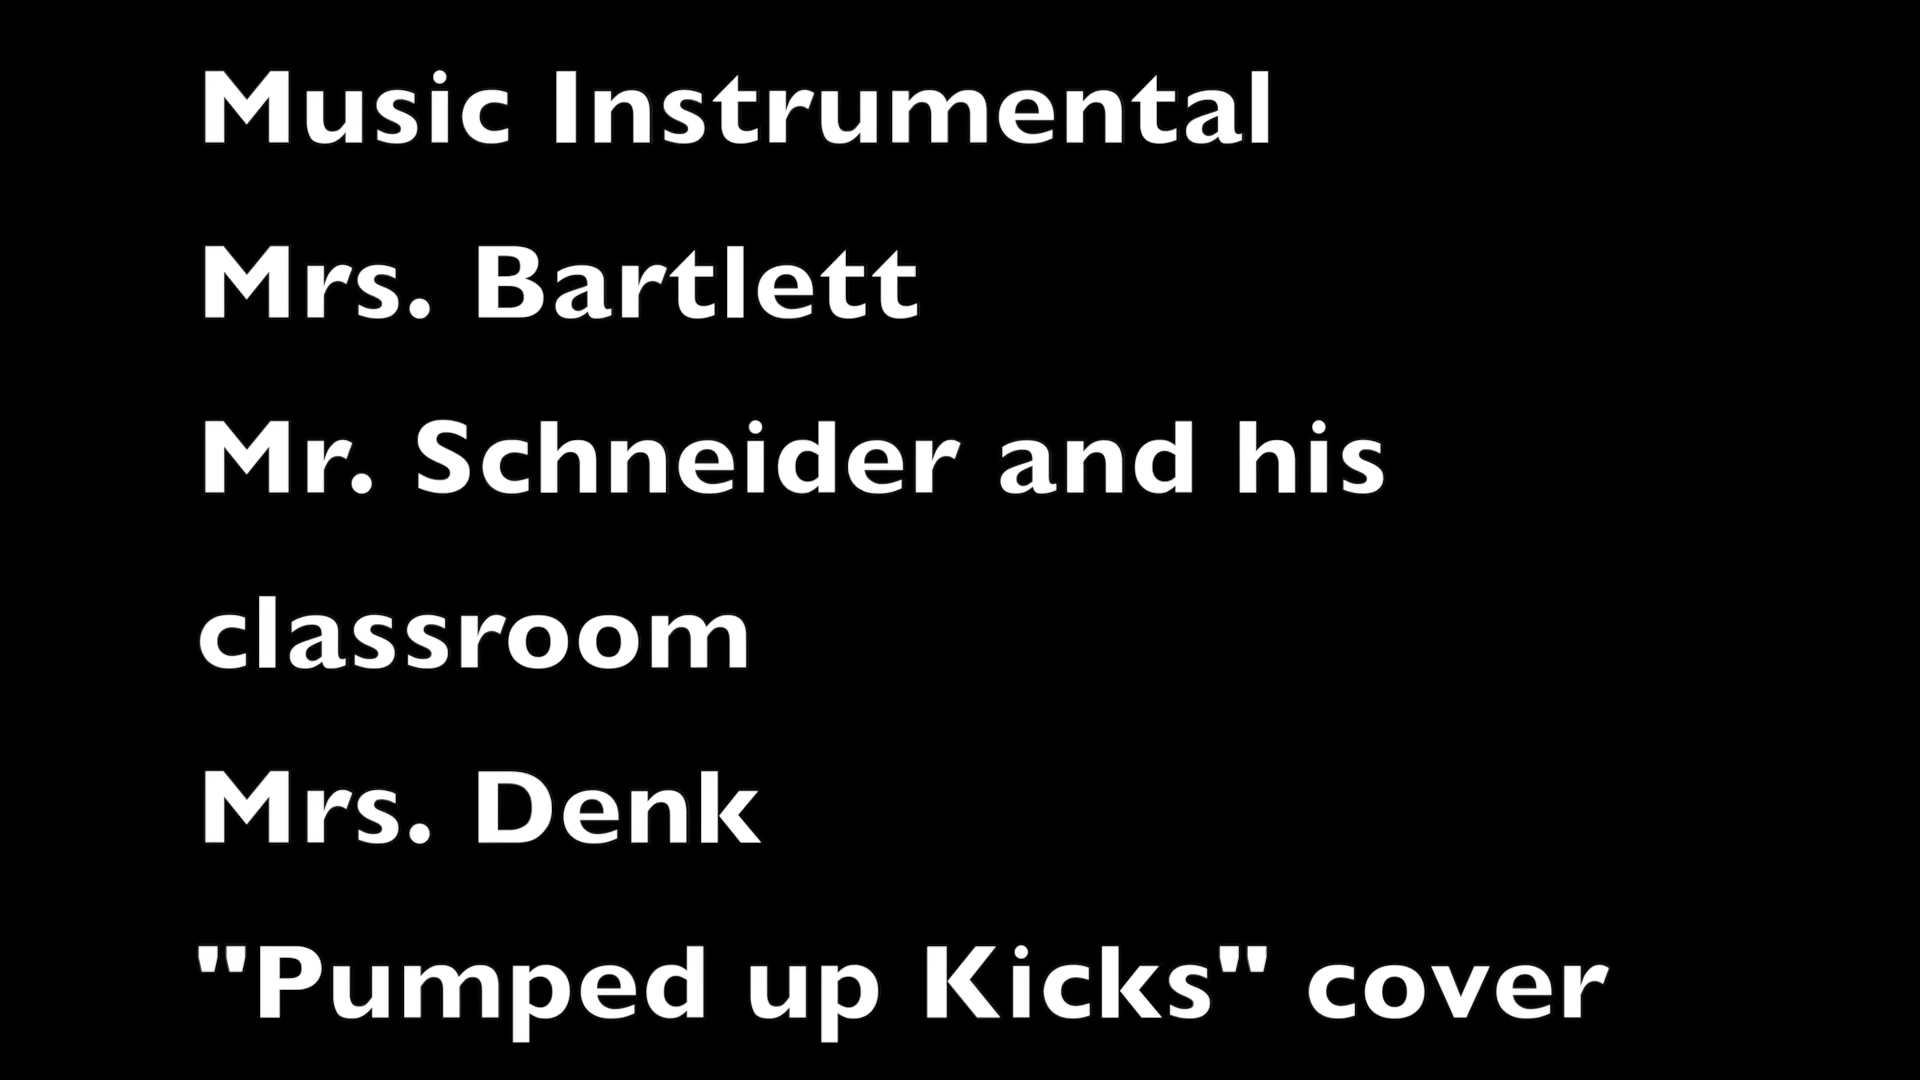 Music Instrumental
Mrs. Bartlett
Mr. Schneider and his
classroom
Mrs. Denk
"Pumped up Kicks" cover